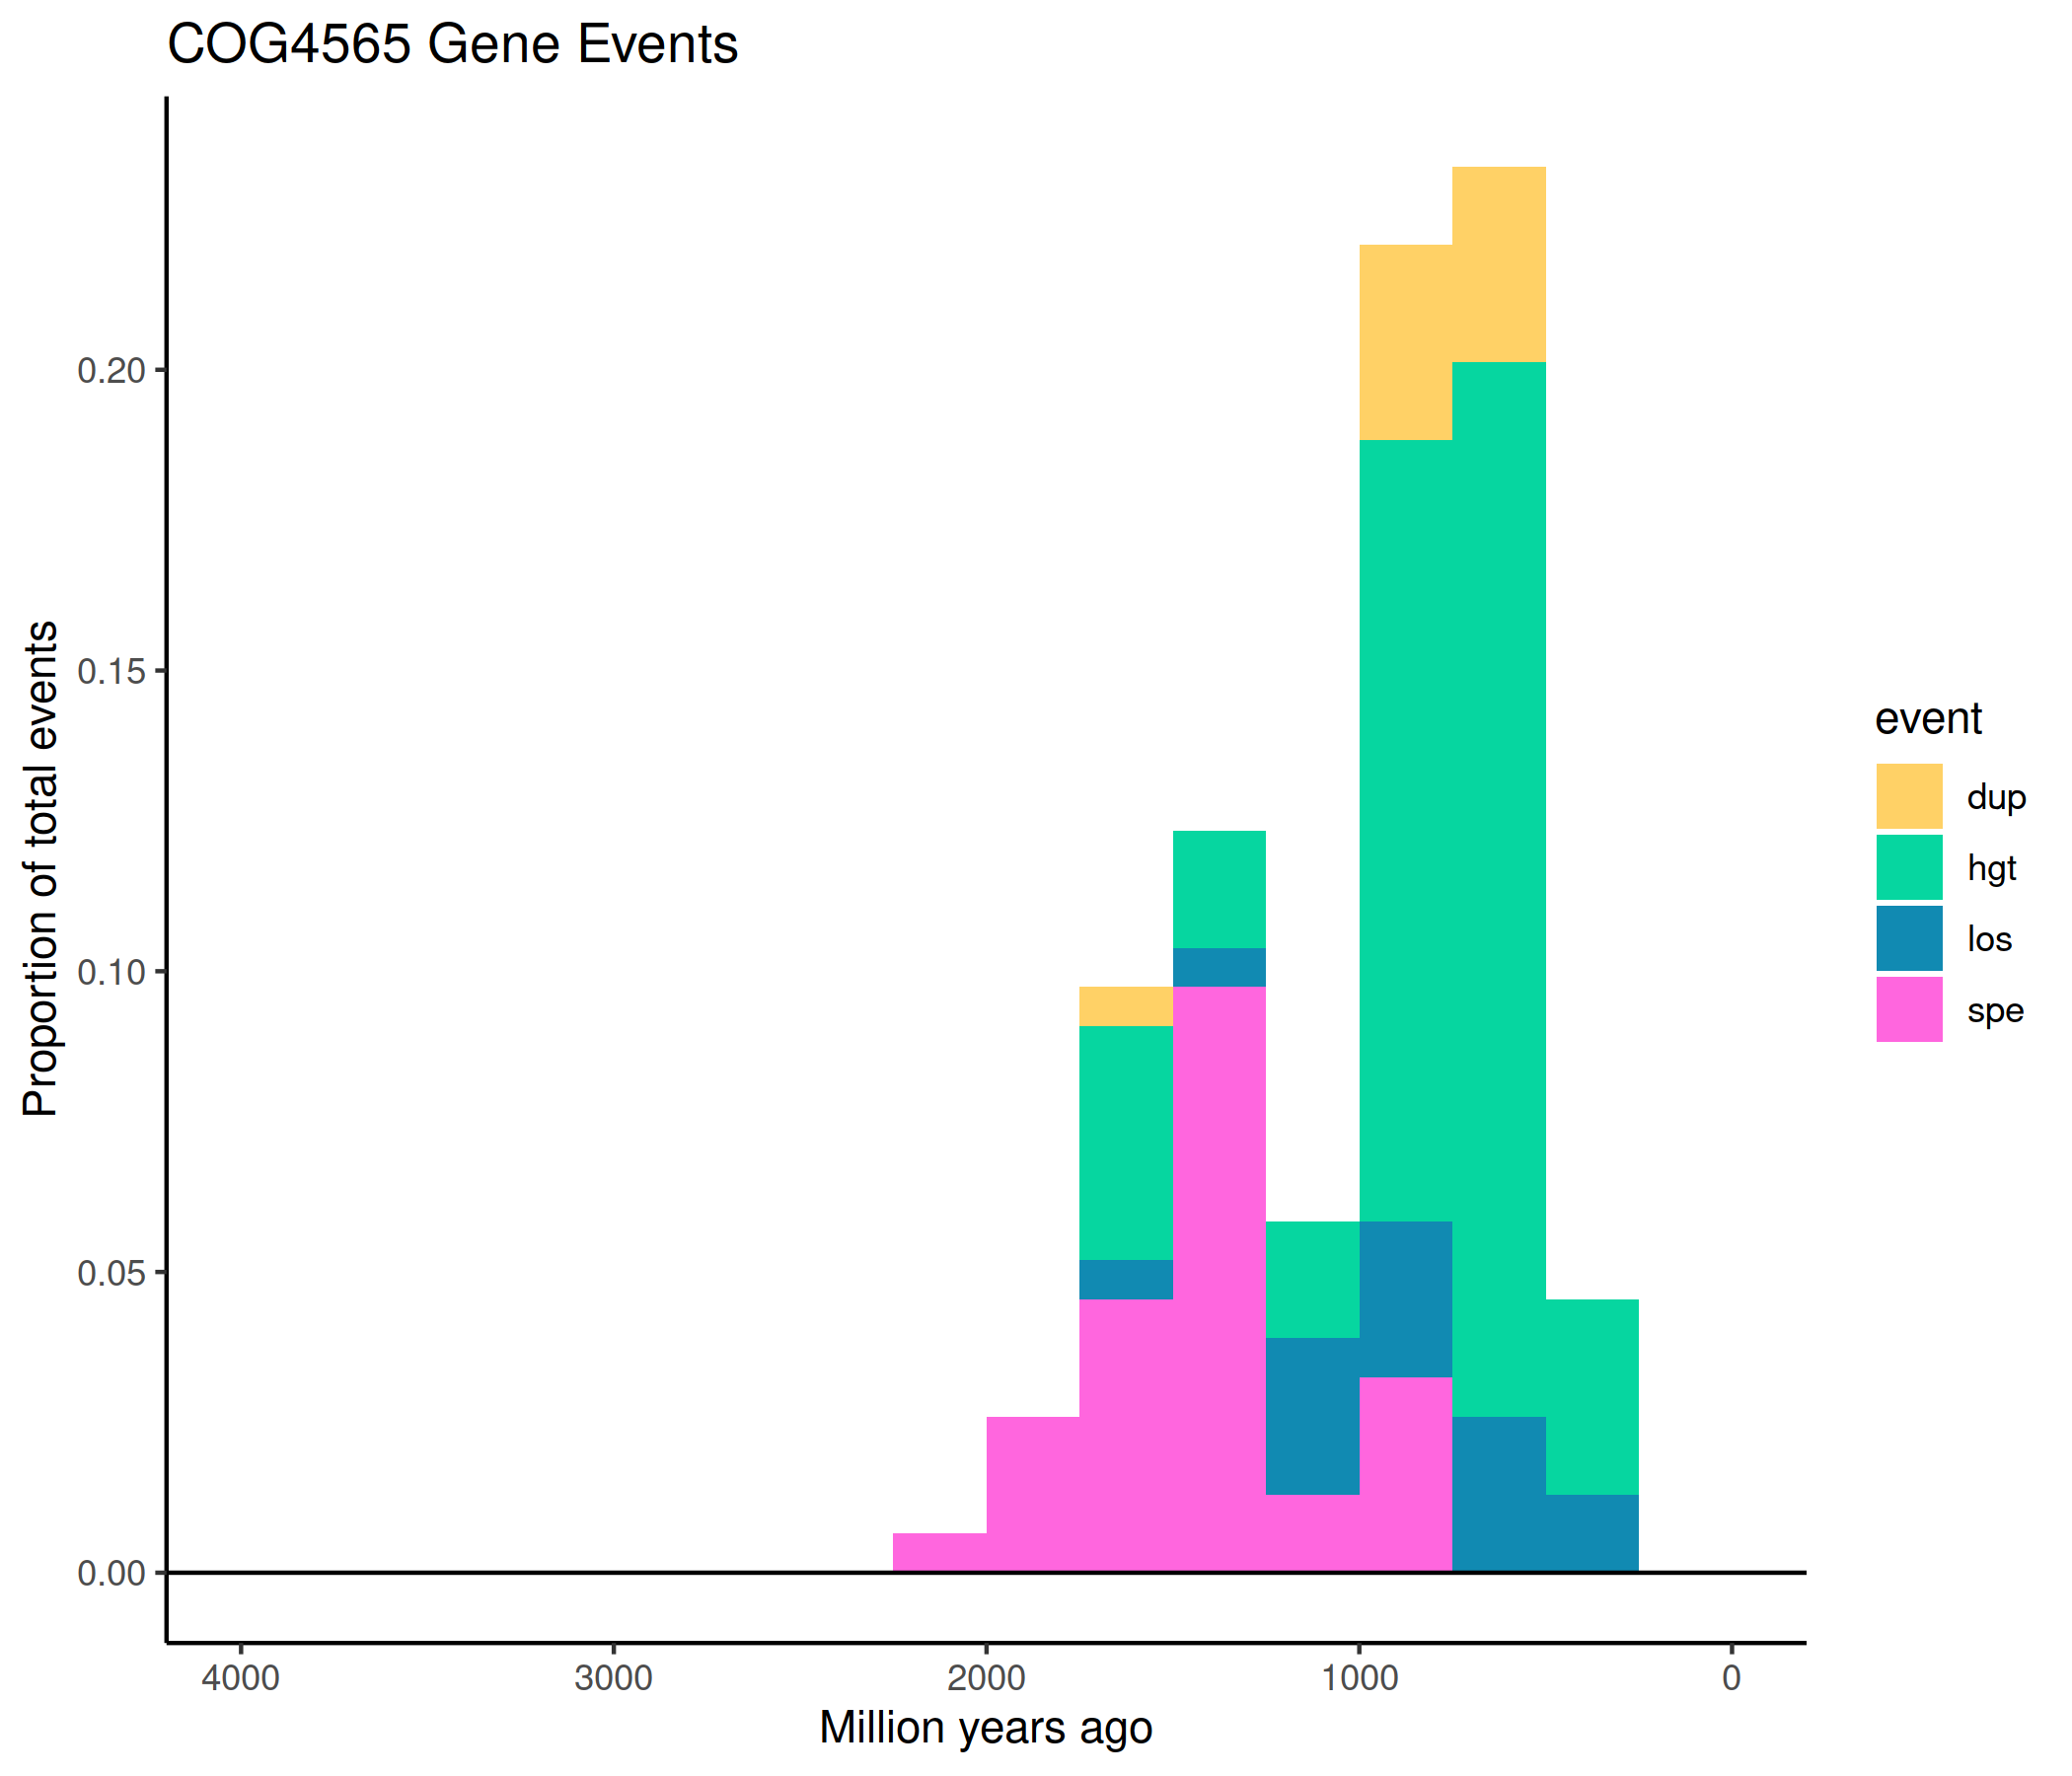 COG4565 Gene Events
Proportion of total events
0.20
0.15
0.10
0.05
0.00
4000 3000 2000 1000 0
Million years ago
event
dup
hgt
los
spe